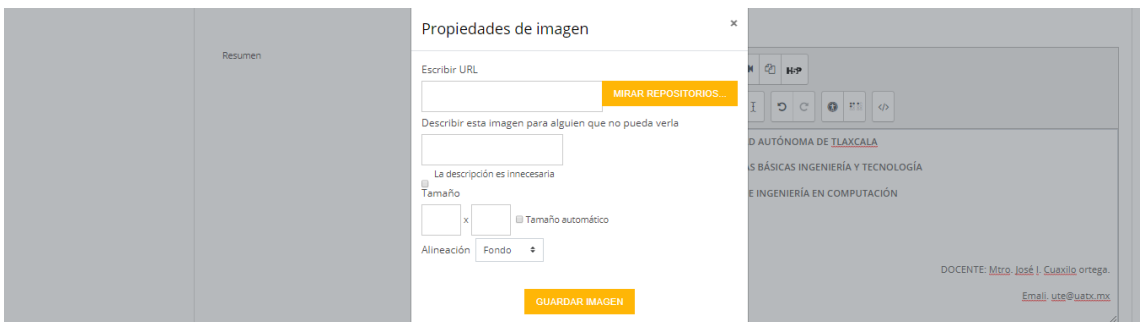 Propiedades de imagen
×
Resumen
Escribir URL
MIRAR REPOSITORIOS...
H-P
Describir esta imagen para alguien que no pueda verla
La descripción es innecesaria
Tamaño
x
Tamaño automático
Alineación
Fondo
GUARDAR IMAGEN
D AUTÓNOMA DE TLAXCALA
S BÁSICAS INGENIERÍA Y TECNOLOGÍA
E INGENIERÍA EN COMPUTACIÓN
DOCENTE: Mtro. José J. Cuaxilo ortega.
Emali. ute@uatx.mx